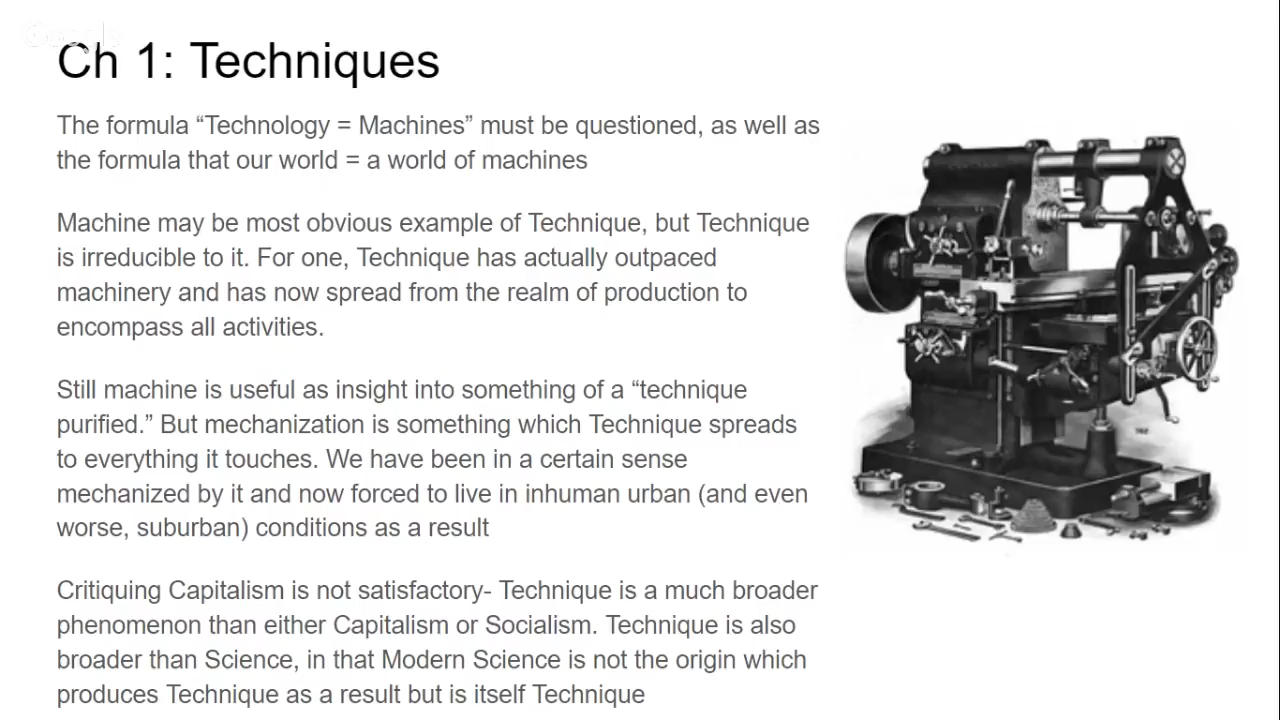 Google
Ch 1: Techniques
The formula “Technology = Machines” must be questioned, as well as
the formula that our world = a world of machines
Machine may be most obvious example of Technique, but Technique
is irreducible to it. For one, Technique has actually outpaced
machinery and has now spread from the realm of production to
encompass all activities.
Still machine is useful as insight into something of a “technique
purified.” But mechanization is something which Technique spreads
to everything it touches. We have been in a certain sense
mechanized by it and now forced to live in inhuman urban (and even
worse, suburban) conditions as a result
Critiquing Capitalism is not satisfactory- Technique is a much broader
phenomenon than either Capitalism or Socialism. Technique is also
broader than Science, in that Modern Science is not the origin which
produces Technique as a result but is itself Technique